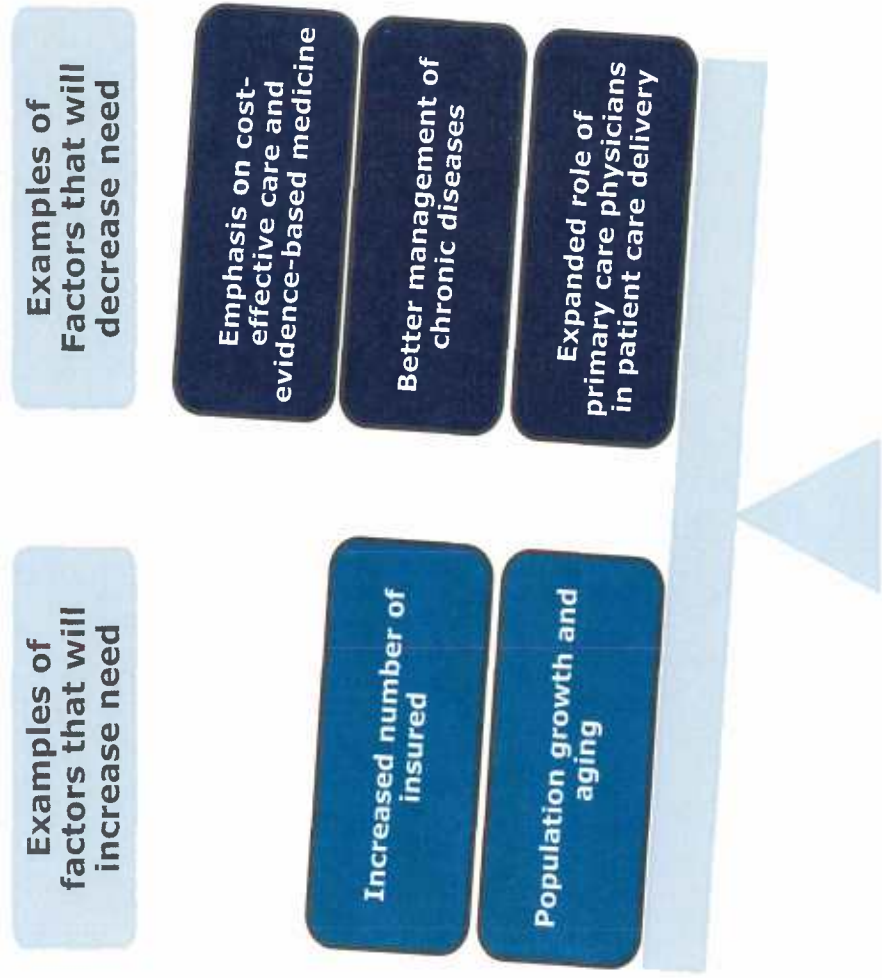 Examples of
factors that will
increase need
Increased number of
insured
Population growth and
aging
Examples of
Factors that will
decrease need
Emphasis on cost-
effective care and
evidence-based medicine
Better management of
chronic diseases
Expanded role of
primary care physicians
in patient care delivery